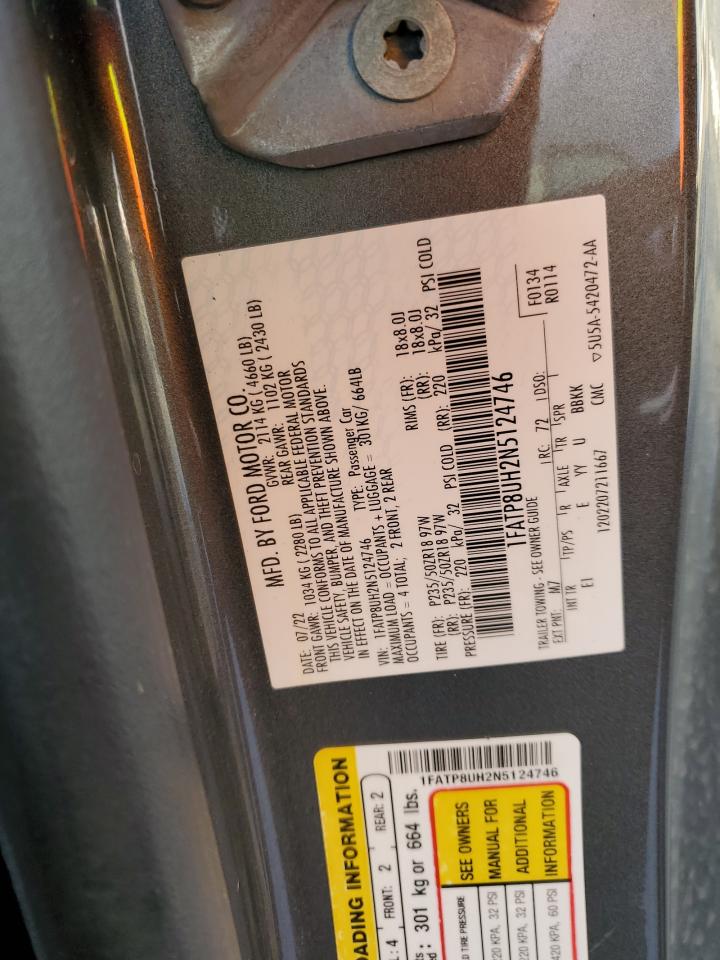 MFD. BY FORD MOTOR CO.
DATE: 07/22 GVWR: 2114 KG ( 4660 LB)
FRONT GAWR: 1034 KG ( 2280 LB) REAR GAWR: 1102 KG ( 2430 LB)
THIS VEHICLE CONFORMS TO ALL APPLICABLE FEDERAL MOTOR
VEHICLE SAFETY, BUMPER, AND THEFT PREVENTION STANDARDS
IN EFFECT ON THE DATE OF MANUFACTURE SHOWN ABOVE.
VIN: 1FATP8UH2N5124746 TYPE: Passenger Car
MAXIMUM LOAD = OCCUPANTS + LUGGAGE = 301KG/ 664LB
OCCUPANTS = 4 TOTAL; 2 FRONT, 2 REAR
TIRE (FR): P235/50ZR18 97W RIMS (FR): 18x8.0J
(RR): P235/50ZR18 97W (RR): 18x8.0J
PRESSURE (FR): 220 kPa/ 32 PSI COLD (RR): 220 kPa/ 32 PSI COLD
1FATP8UH2N5124746
TRAILER TOWING - SEE OWNER GUIDE F0134
EXT PNT: M7 RC: 72 DSO: R0114
INT TR TP/PS R AXLE TR SPR
EI E YY U BBKK
1202207211667 CMC ▽5U5A-5420472-AA
1FATP8UH2N5124746
ADING INFORMATION
L: 4 FRONT: 2 REAR: 2
301 kg or 664 lbs.
D TIRE PRESSURE
220 KPA, 32 PSI
220 KPA, 32 PSI
420 KPA, 60 PSI
SEE OWNERS
MANUAL FOR
ADDITIONAL
INFORMATION